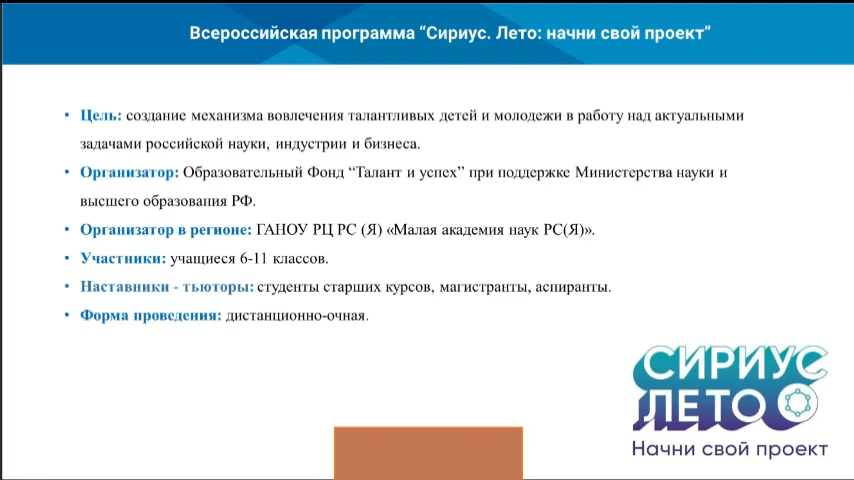 Всероссийская программа “Сириус. Лето: начни свой проект”
• Цель: создание механизма вовлечения талантливых детей и молодежи в работу над актуальными
задачами российской науки, индустрии и бизнеса.
• Организатор: Образовательный Фонд “Талант и успех” при поддержке Министерства науки и
высшего образования РФ.
• Организатор в регионе: ГАНОУ РЦ РС (Я) «Малая академия наук РС(Я)».
• Участники: учащиеся 6-11 классов.
• Наставники - тьюторы: студенты старших курсов, магистранты, аспиранты.
• Форма проведения: дистанционно-очная.
СИРИУС
ЛЕТО
Начни свой проект